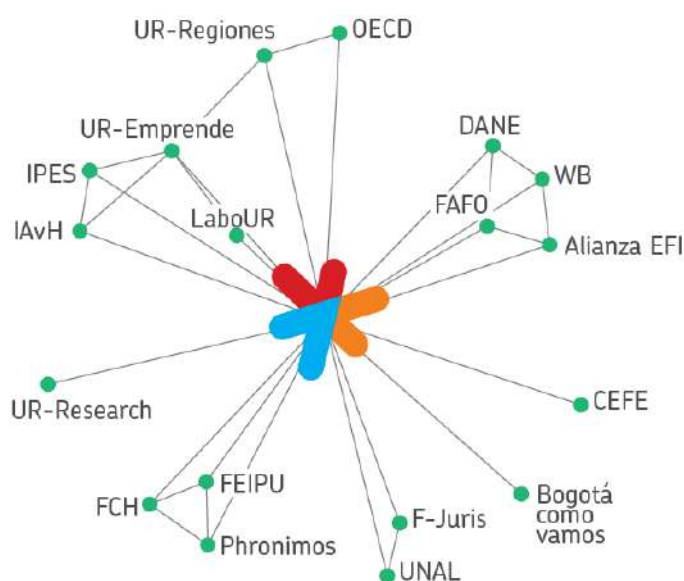 UR-Regiones
OECD
UR-Emprende
DANE
IPES
WB
FAFO
LaboUR
IAvH
Alianza EFI
UR-Research
CEFE
FEIPU
FCH
Bogotá
como
vamos
F-Juris
Phronimos
UNAL